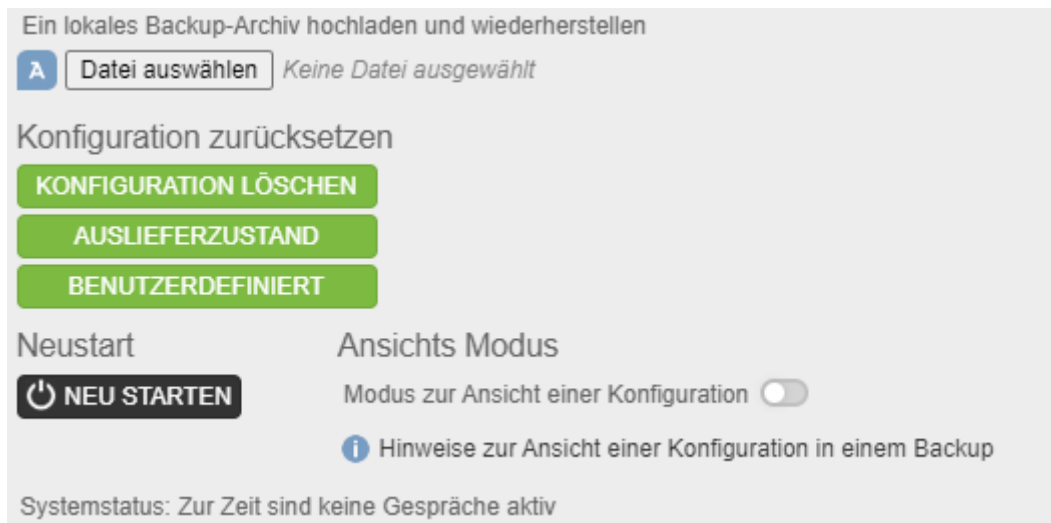 Ein lokales Backup-Archiv hochladen und wiederherstellen
A Datei auswählen Keine Datei ausgewählt
Konfiguration zurücksetzen
KONFIGURATION LÖSCHEN
AUSLIEFERZUSTAND
BENUTZERDEFINIERT
Neustart Ansichts Modus
NEU STARTEN Modus zur Ansicht einer Konfiguration
i Hinweise zur Ansicht einer Konfiguration in einem Backup
Systemstatus: Zur Zeit sind keine Gespräche aktiv